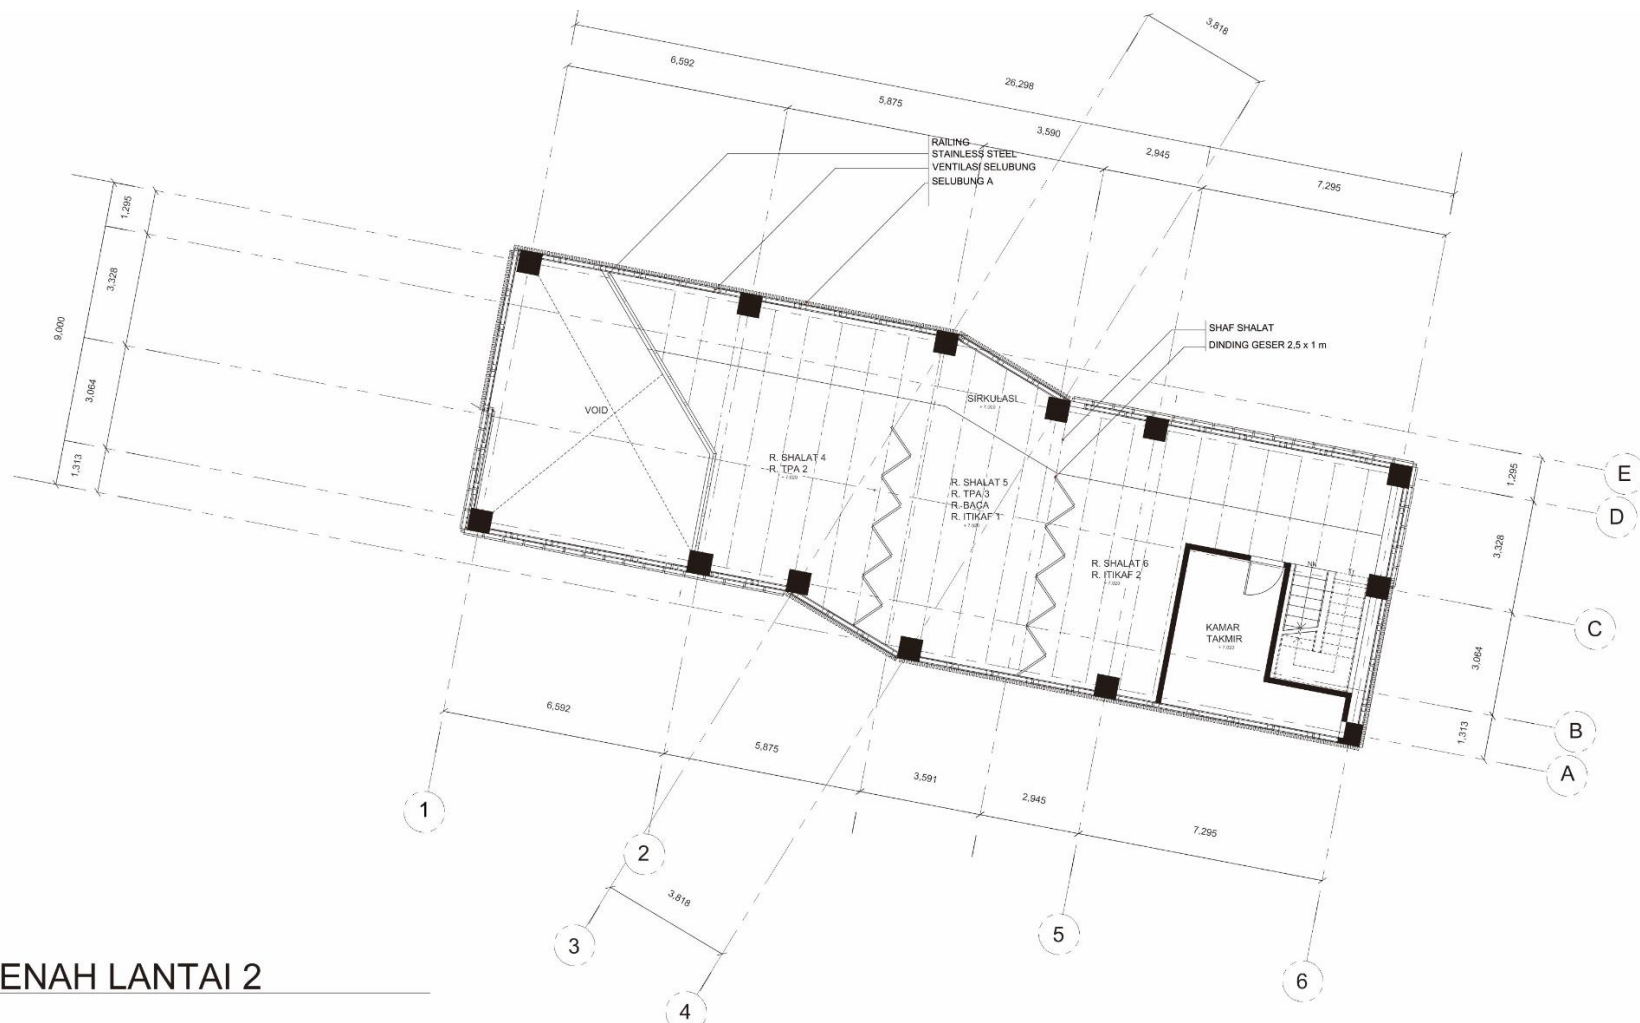 3,818
6,592
26,298
5,875
3,590
2,945
7,295
RAILING
STAINLESS STEEL
VENTILASI SELUBUNG
SELUBUNG A
1,295
3,328
9,000
3,064
1,313
SHAF SHALAT
DINDING GESER 2,5 x 1 m
SIRKULASI
VOID
R. SHALAT 4
R. TPA 2
R. SHALAT 5
R. TPA 3
R. BACA
R. ITIKAF 1
R. SHALAT 6
R. ITIKAF 2
KAMAR
TAKMIR
1,295
3,328
3,064
1,313
E
D
C
B
A
6,592
5,875
3,591
2,945
7,295
3,818
1
2
3
4
5
6
ENAH LANTAI 2